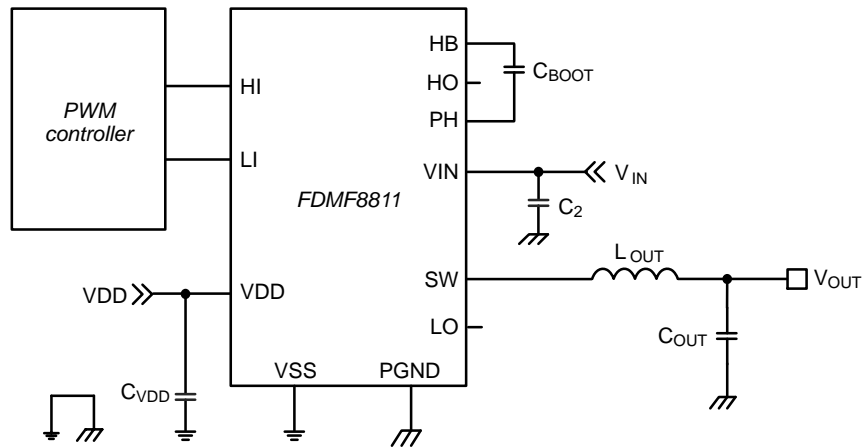 HB
HO
PH
C_BOOT
HI
LI
PWM
controller
VIN
V_IN
C_2
FDMF8811
L_OUT
VDD
VDD
SW
V_OUT
LO
C_OUT
VSS
PGND
C_VDD